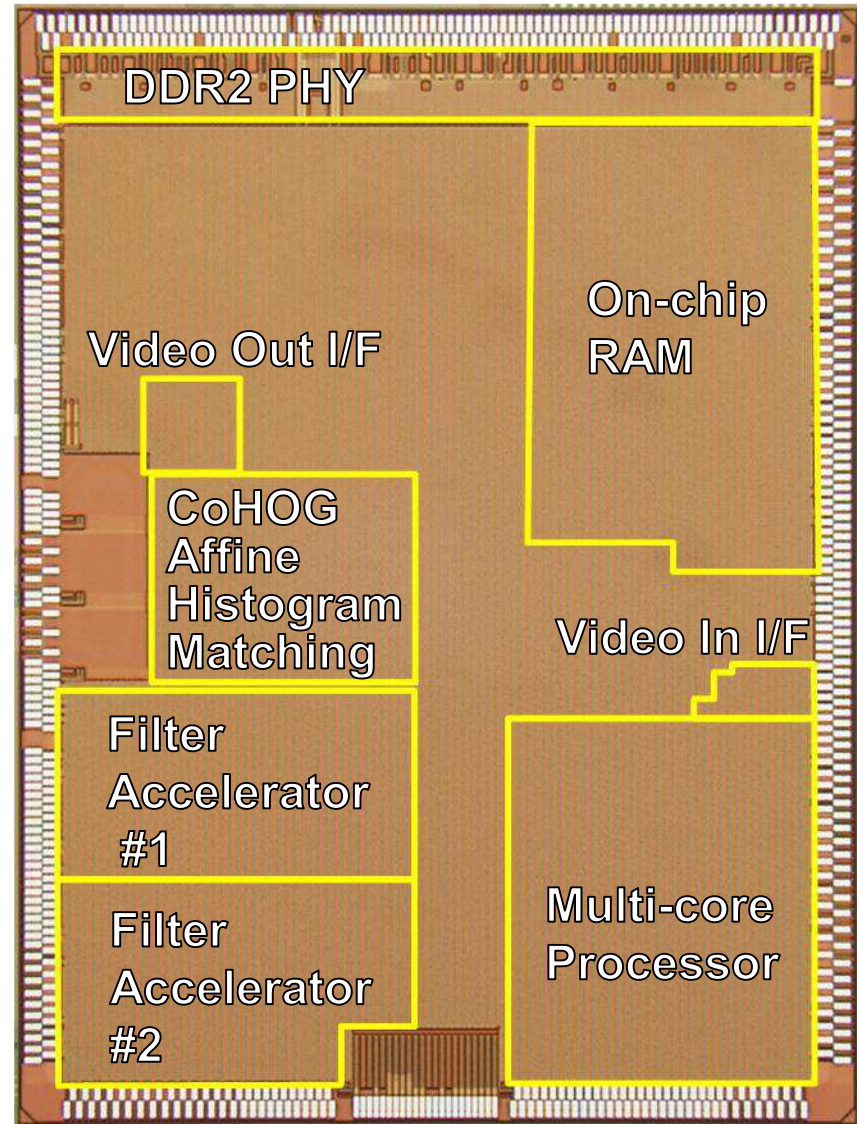 DDR2 PHY
On-chip
RAM
Video Out I/F
CoHOG
Affine
Histogram
Matching
Video In I/F
Filter
Accelerator
#1
Multi-core
Processor
Filter
Accelerator
#2